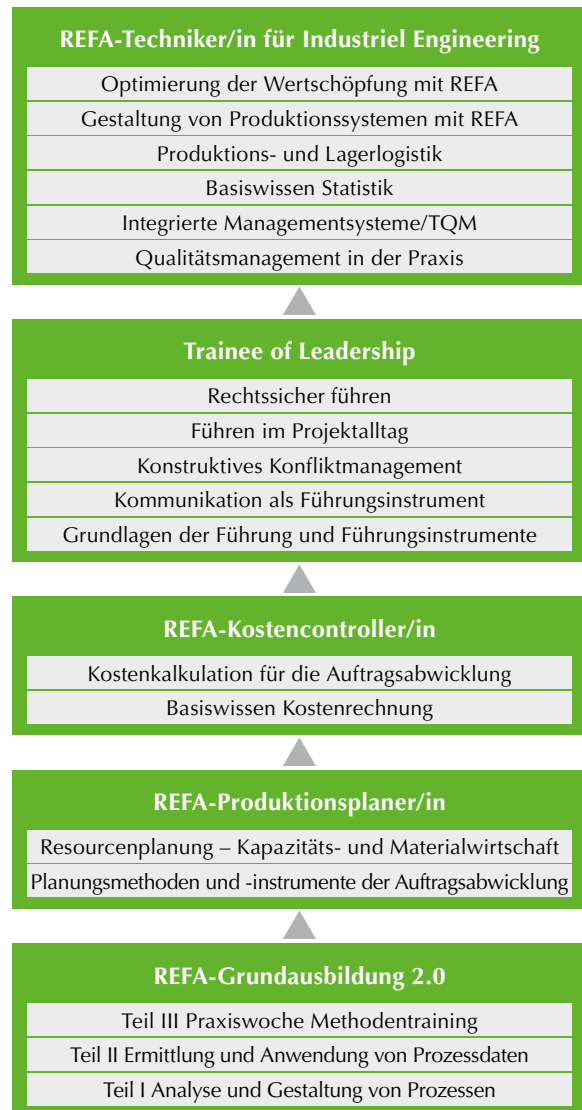 REFA-Techniker/in für Industriel Engineering
Optimierung der Wertschöpfung mit REFA
Gestaltung von Produktionssystemen mit REFA
Produktions- und Lagerlogistik
Basiswissen Statistik
Integrierte Managementsysteme/TQM
Qualitätsmanagement in der Praxis
Trainee of Leadership
Rechtssicher führen
Führen im Projektalltag
Konstruktives Konfliktmanagement
Kommunikation als Führungsinstrument
Grundlagen der Führung und Führungsinstrumente
REFA-Kostencontroller/in
Kostenkalkulation für die Auftragsabwicklung
Basiswissen Kostenrechnung
REFA-Produktionsplaner/in
Resourcenplanung – Kapazitäts- und Materialwirtschaft
Planungsmethoden und -instrumente der Auftragsabwicklung
REFA-Grundausbildung 2.0
Teil III Praxiswoche Methodentraining
Teil II Ermittlung und Anwendung von Prozessdaten
Teil I Analyse und Gestaltung von Prozessen